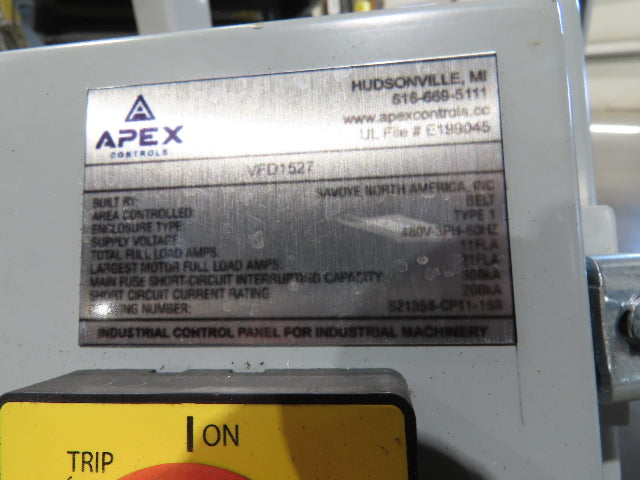 APEX
CONTROLS
HUDSONVILLE, MI
616-669-5111
www.apexcontrols.cc
UL File # E199045
VFD1527
BUILT BY: SAVOYE NORTH AMERICA, INC
AREA CONTROLLED: BELT
ENCLOSURE TYPE: TYPE 1
SUPPLY VOLTAGE: 480V-3PH-60HZ
TOTAL FULL LOAD AMPS: 11FLA
LARGEST MOTOR FULL LOAD AMPS:
MAIN FUSE SHORT-CIRCUIT INTERRUPTING CAPACITY:
SHORT CIRCUIT CURRENT RATING 200kA
NUMBER: S21356-CP11-159
INDUSTRIAL CONTROL PANEL FOR INDUSTRIAL MACHINERY
I ON
TRIP